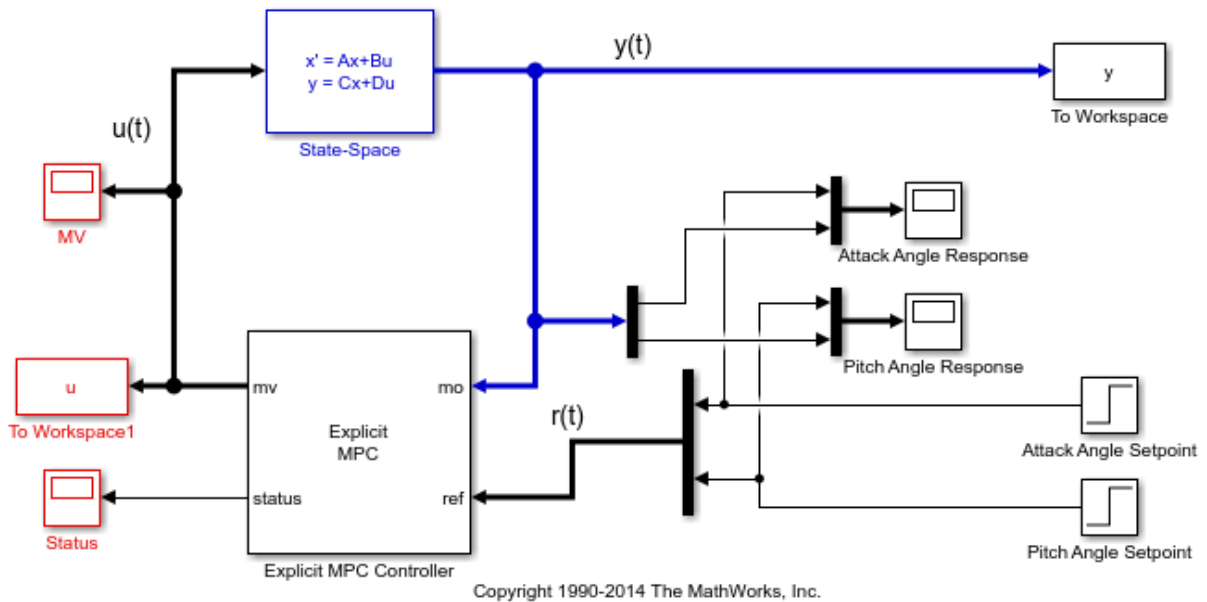 y(t)
x' = Ax+Bu
y = Cx+Du
State-Space
y
To Workspace
u(t)
MV
Attack Angle Response
Pitch Angle Response
mv
mo
u
To Workspace1
Explicit
MPC
r(t)
Attack Angle Setpoint
status
ref
Status
Pitch Angle Setpoint
Explicit MPC Controller
Copyright 1990-2014 The MathWorks, Inc.